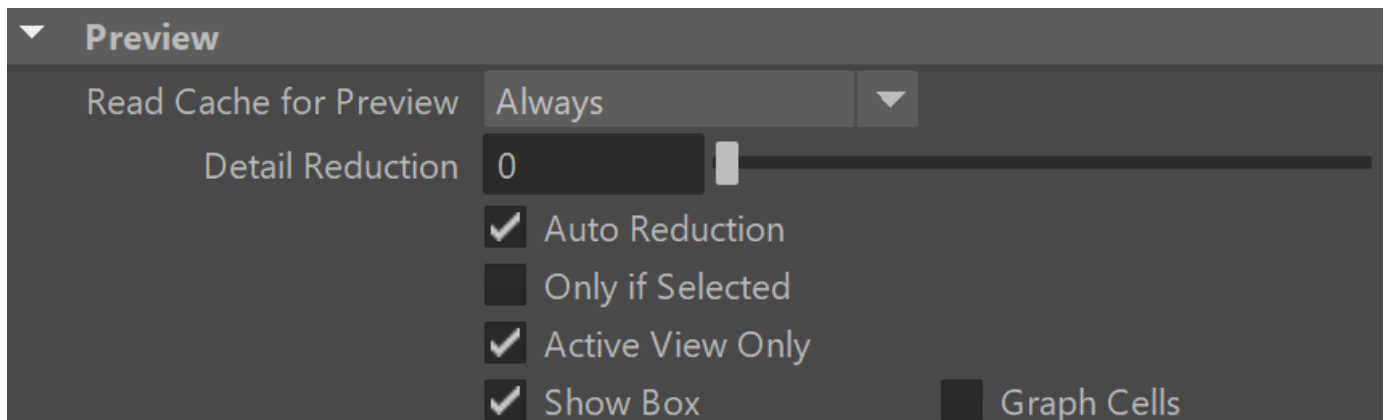 Preview
Read Cache for Preview Always
Detail Reduction 0
Auto Reduction
Only if Selected
Active View Only
Show Box Graph Cells